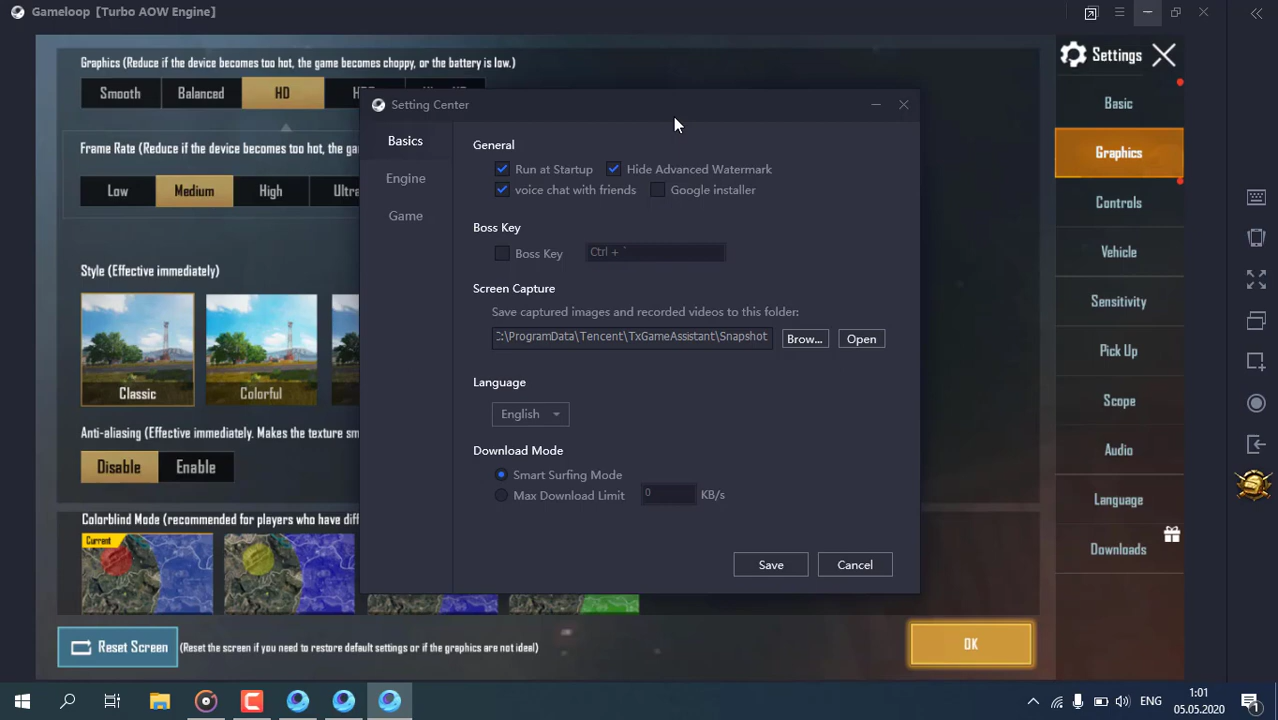 Gameloop [Turbo AOW Engine]
Graphics (Reduce if the device becomes too hot, the game becomes choppy, or the battery is low.)
Smooth Balanced HD
Frame Rate (Reduce if the device becomes too hot, the ga
Low Medium High Ultra
Style (Effective immediately)
Classic Colorful
Anti-aliasing (Effective immediately. Makes the texture sm
Disable Enable
Colorblind Mode (recommended for players who have diff
Current
Reset Screen (Reset the screen if you need to restore default settings or if the graphics are not ideal)
OK
Setting Center
Basics
Engine
Game
General
Run at Startup Hide Advanced Watermark
voice chat with friends Google installer
Boss Key
Boss Key Ctrl + `
Screen Capture
Save captured images and recorded videos to this folder:
C:\ProgramData\Tencent\TxGameAssistant\Snapshot Brow... Open
Language
English
Download Mode
Smart Surfing Mode
Max Download Limit 0 KB/s
Save Cancel
Settings
Basic
Graphics
Controls
Vehicle
Sensitivity
Pick Up
Scope
Audio
Language
Downloads
ENG
1:01
05.05.2020
1